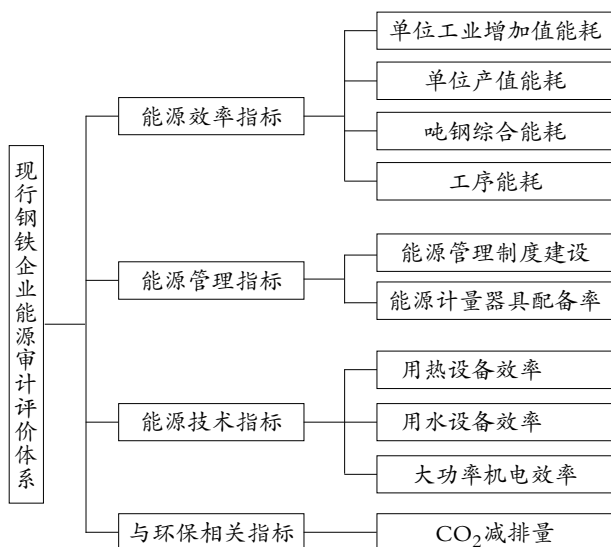 现行钢铁企业能源审计评价体系
能源效率指标
单位工业增加值能耗
单位产值能耗
吨钢综合能耗
工序能耗
能源管理指标
能源管理制度建设
能源计量器具配备率
能源技术指标
用热设备效率
用水设备效率
大功率机电效率
与环保相关指标
CO₂减排量